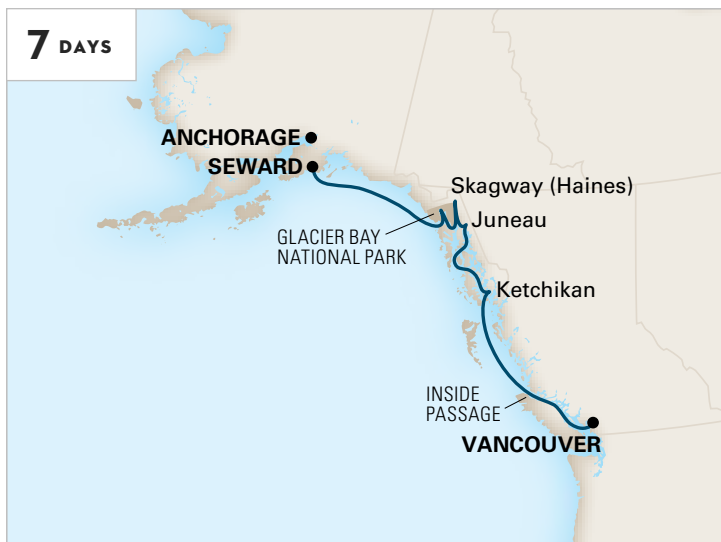 7 DAYS
ANCHORAGE
SEWARD
Skagway (Haines)
Juneau
GLACIER BAY
NATIONAL PARK
Ketchikan
INSIDE
PASSAGE
VANCOUVER